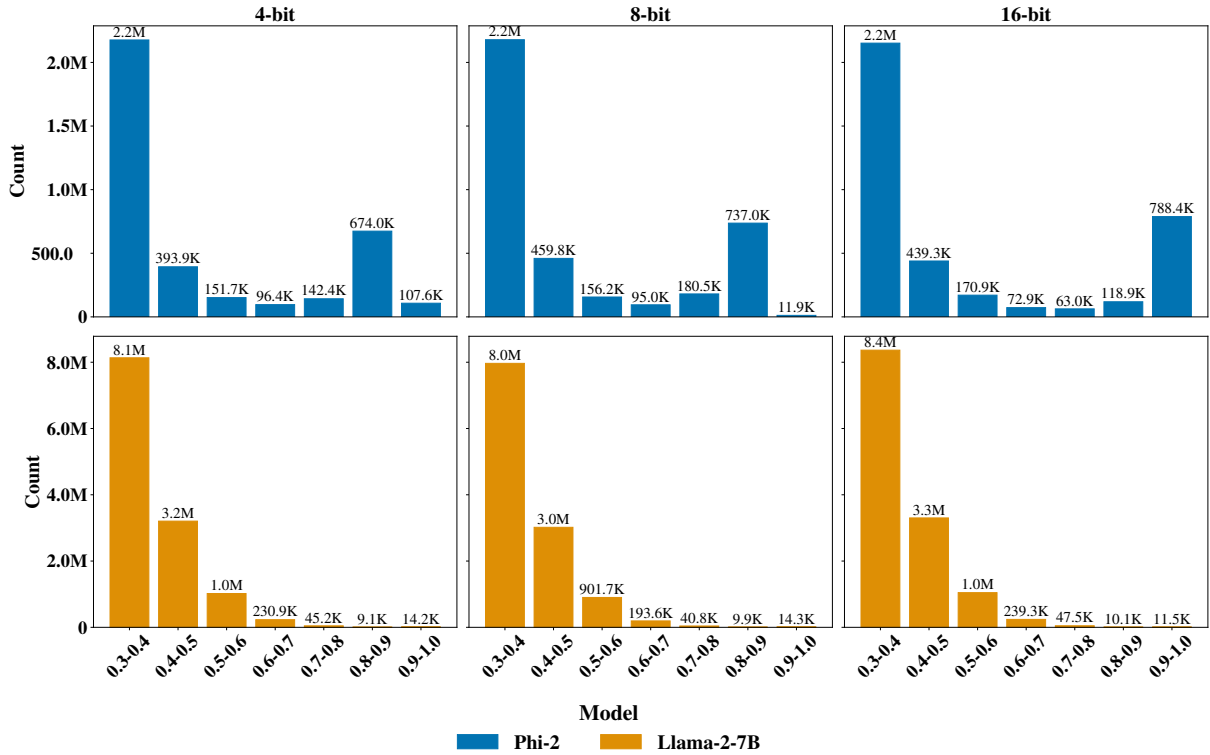 4-bit 8-bit 16-bit
2.0M
1.5M
1.0M
500.0
0
Count
2.2M 393.9K 151.7K 96.4K 142.4K 674.0K 107.6K
2.2M 459.8K 156.2K 95.0K 180.5K 737.0K 11.9K
2.2M 439.3K 170.9K 72.9K 63.0K 118.9K 788.4K
8.0M
6.0M
4.0M
2.0M
0
Count
8.1M 3.2M 1.0M 230.9K 45.2K 9.1K 14.2K
8.0M 3.0M 901.7K 193.6K 40.8K 9.9K 14.3K
8.4M 3.3M 1.0M 239.3K 47.5K 10.1K 11.5K
0.3-0.4 0.4-0.5 0.5-0.6 0.6-0.7 0.7-0.8 0.8-0.9 0.9-1.0
0.3-0.4 0.4-0.5 0.5-0.6 0.6-0.7 0.7-0.8 0.8-0.9 0.9-1.0
0.3-0.4 0.4-0.5 0.5-0.6 0.6-0.7 0.7-0.8 0.8-0.9 0.9-1.0
Model
Phi-2 Llama-2-7B